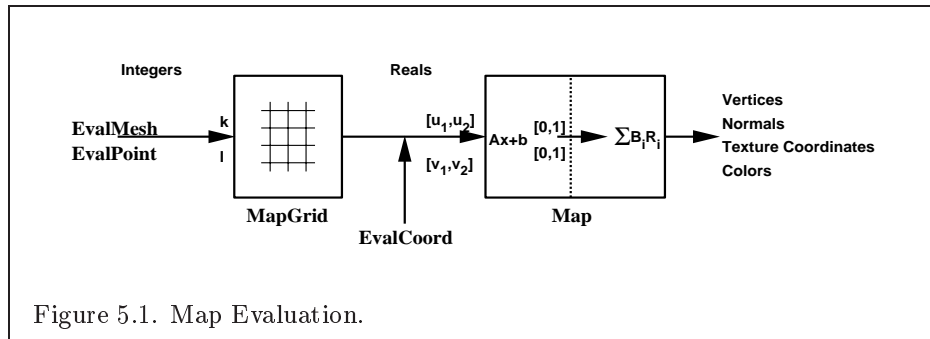 Integers
Reals
EvalMesh
EvalPoint
k
l
MapGrid
[u1,u2]
[v1,v2]
EvalCoord
Ax+b
[0,1]
[0,1]
ΣBiRi
Map
Vertices
Normals
Texture Coordinates
Colors
Figure 5.1. Map Evaluation.